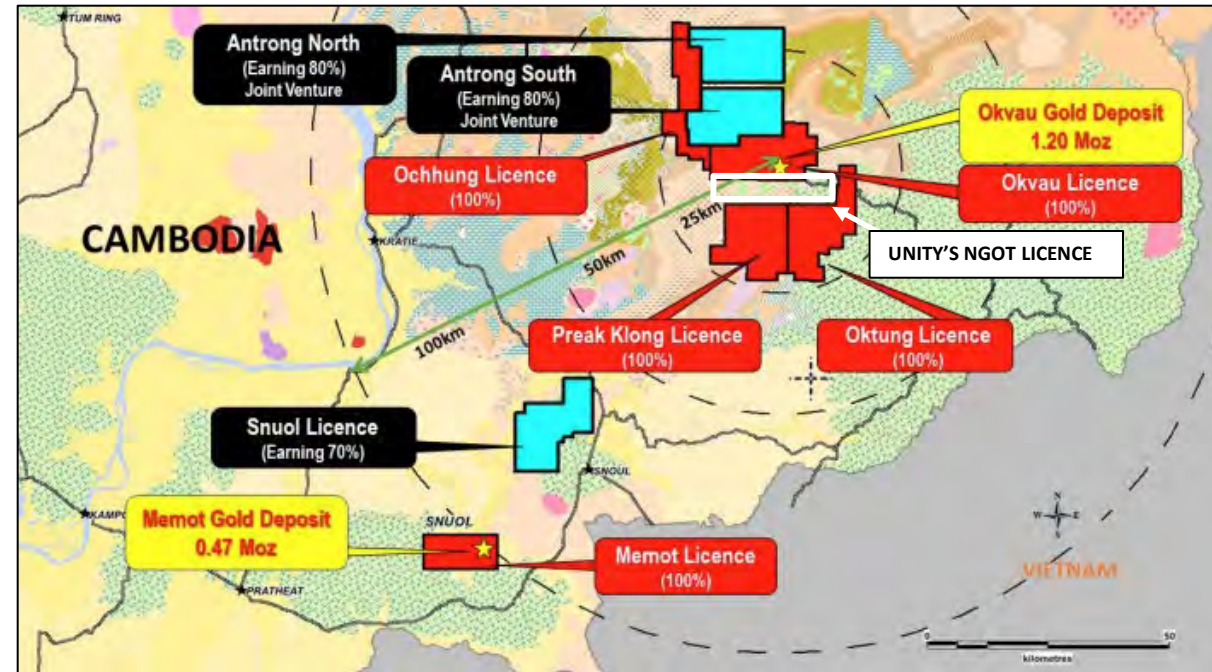 TUM RING
Antrong North
(Earning 80%)
Joint Venture
Antrong South
(Earning 80%)
Joint Venture
Okvau Gold Deposit
1.20 Moz
Ochhung Licence
(100%)
Okvau Licence
(100%)
CAMBODIA
KRATIE
25km
50km
100km
UNITY'S NGOT LICENCE
Preak Klong Licence
(100%)
Oktung Licence
(100%)
Snuol Licence
(Earning 70%)
SNOUL
KAMPO
Memot Gold Deposit
0.47 Moz
SNUOL
Memot Licence
(100%)
PRATHEAT
N
W E
S
VIETNAM
0 50
kilometres